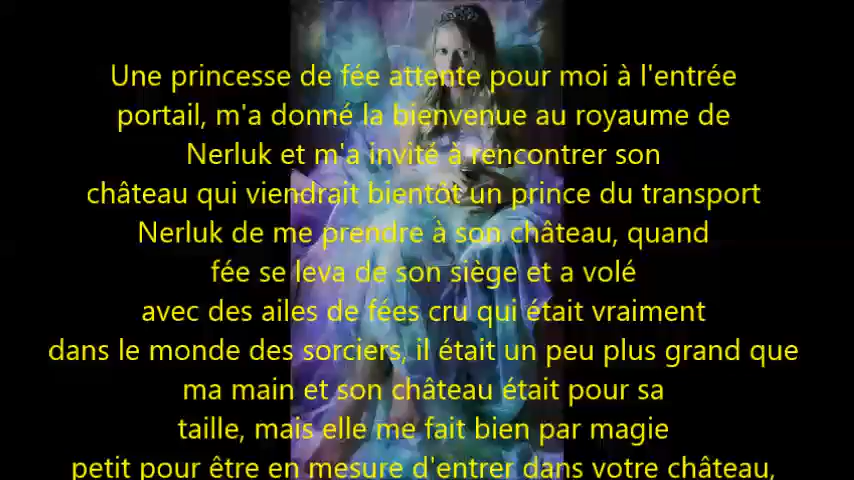 Une princesse de fée attente pour moi à l'entrée
portail, m'a donné la bienvenue au royaume de
Nerluk et m'a invité à rencontrer son
château qui viendrait bientôt un prince du transport
Nerluk de me prendre à son château, quand
fée se leva de son siège et a volé
avec des ailes de fées cru qui était vraiment
dans le monde des sorciers, il était un peu plus grand que
ma main et son château était pour sa
taille, mais elle me fait bien par magie
petit pour être en mesure d'entrer dans votre château,